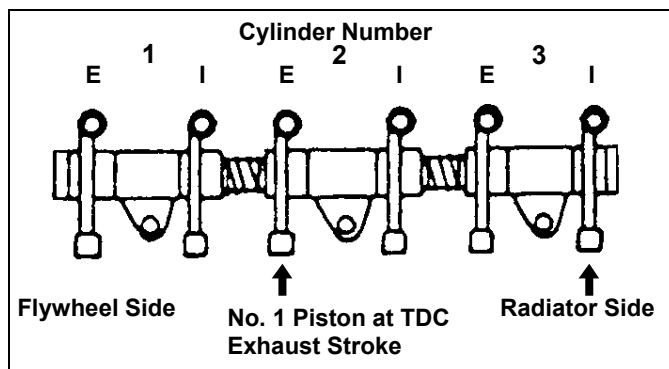 Cylinder Number
1 2 3
E I E I E I
Flywheel Side
No. 1 Piston at TDC
Exhaust Stroke
Radiator Side